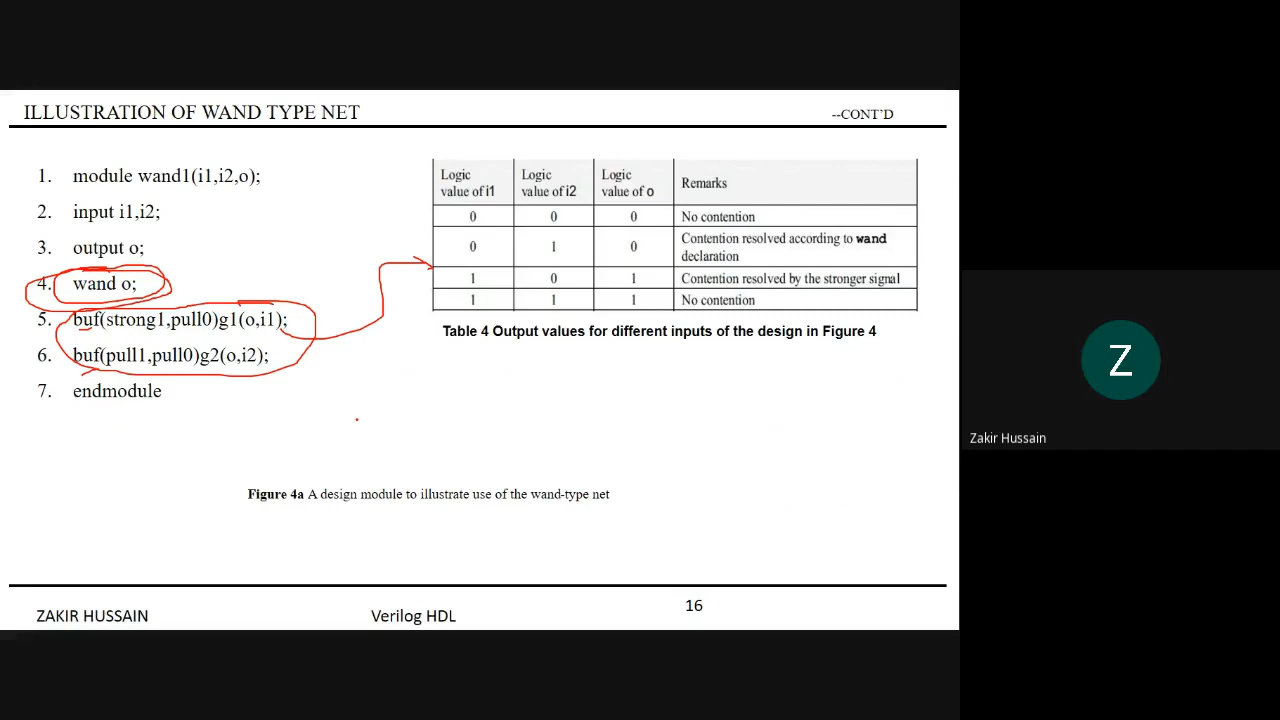 ILLUSTRATION OF WAND TYPE NET
--CONT'D
1. module wand1(i1,i2,o);
2. input i1,i2;
3. output o;
4. wand o;
5. buf(strong1,pull0)g1(o,i1);
6. buf(pull1,pull0)g2(o,i2);
7. endmodule
Logic value of i1 Logic value of i2 Logic value of o Remarks
0 0 0 No contention
0 1 0 Contention resolved according to wand declaration
1 0 1 Contention resolved by the stronger signal
1 1 1 No contention
Table 4 Output values for different inputs of the design in Figure 4
Figure 4a A design module to illustrate use of the wand-type net
ZAKIR HUSSAIN
Verilog HDL
16
Z
Zakir Hussain